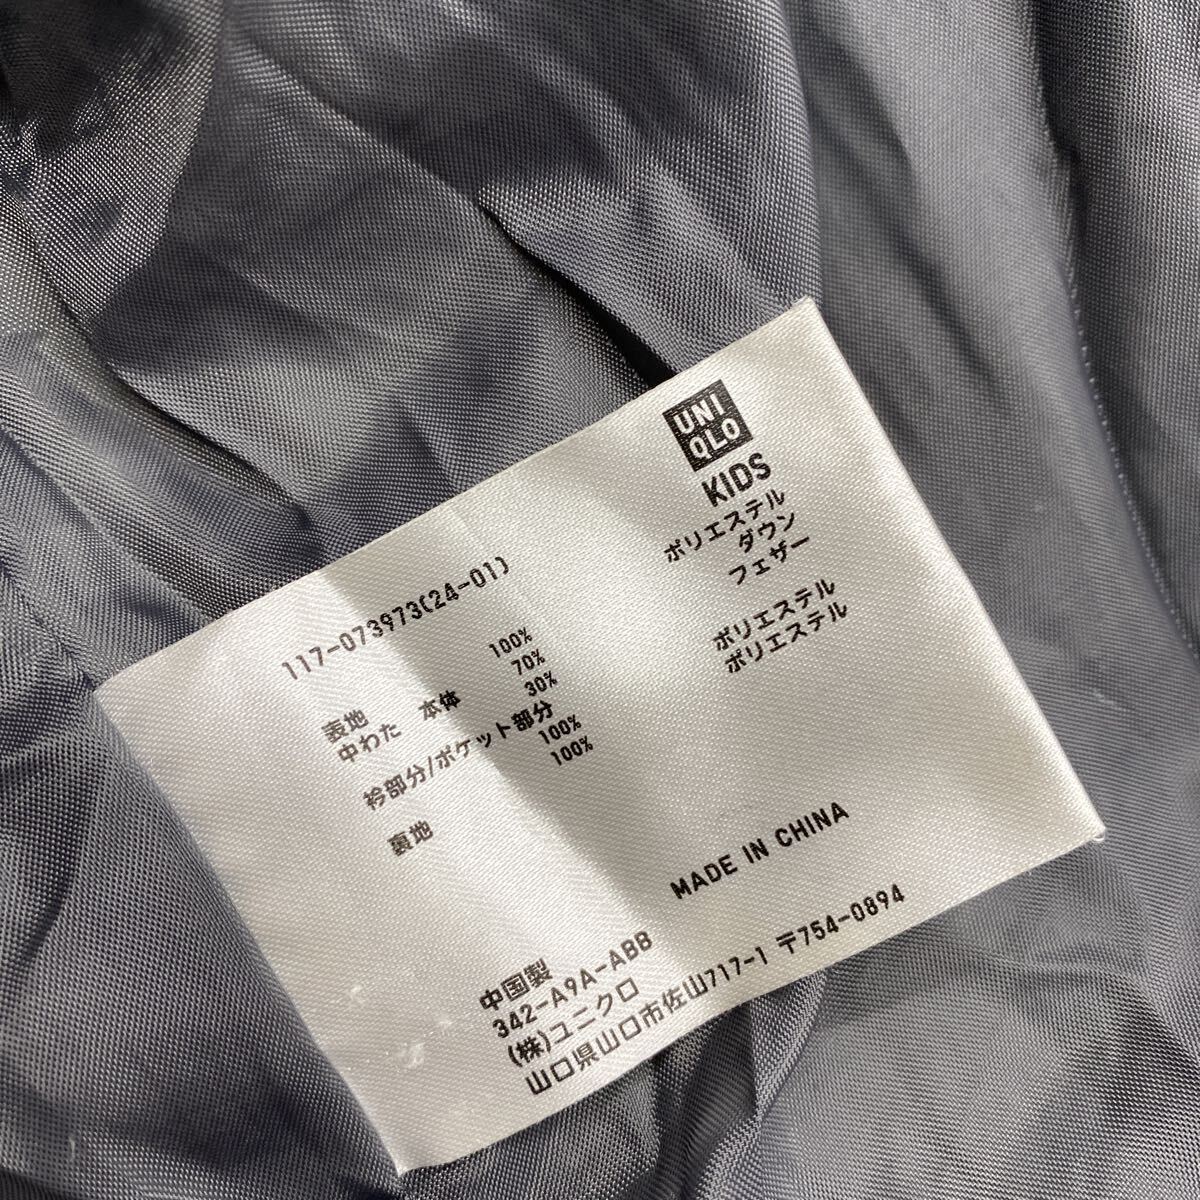 UNI
QLO
KIDS
117-073973(24-01)
表地 100% ポリエステル
中わた 本体 70% ダウン
30% フェザー
衿部分/ポケット部分
100% ポリエステル
裏地 100% ポリエステル
MADE IN CHINA
中国製
342-A9A-ABB
(株)ユニクロ
山口県山口市佐山717-1 〒754-0894